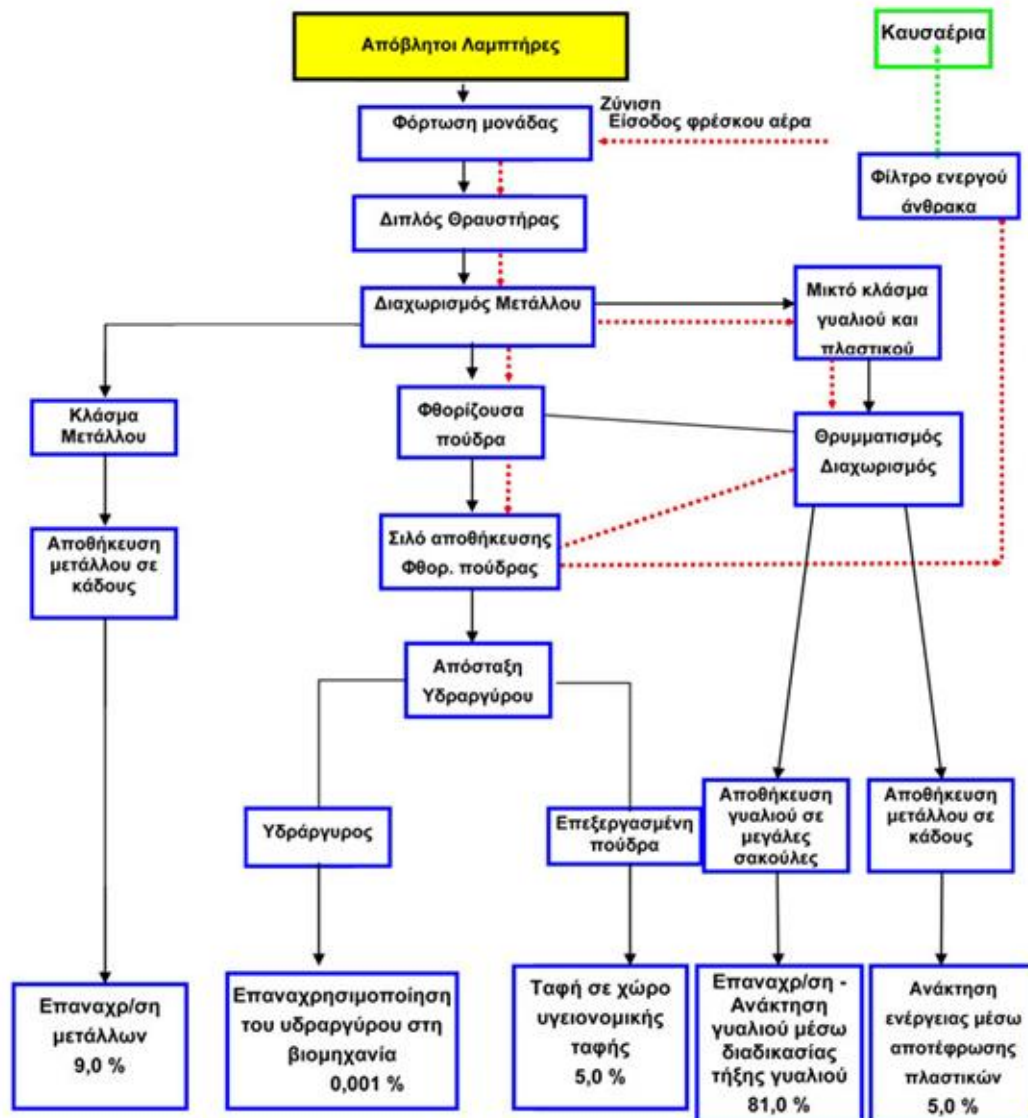 Απόβλητοι Λαμπτήρες
Καυσαέρια
Ζύνιση
Είσοδος φρέσκου αέρα
Φόρτωση μονάδας
Φίλτρο ενεργού
άνθρακα
Διπλός Θραυστήρας
Διαχωρισμός Μετάλλου
Μικτό κλάσμα
γυαλιού και
πλαστικού
Κλάσμα
Μετάλλου
Φθορίζουσα
πούδρα
Θρυμματισμός
Διαχωρισμός
Αποθήκευση
μετάλλου σε
κάδους
Σιλό αποθήκευσης
Φθορ. πούδρας
Απόσταξη
Υδραργύρου
Υδράργυρος
Επεξεργασμένη
πούδρα
Αποθήκευση
γυαλιού σε
μεγάλες
σακούλες
Αποθήκευση
μετάλλου σε
κάδους
Επαναχρ/ση
μετάλλων
9,0 %
Επαναχρησιμοποίηση
του υδραργύρου στη
βιομηχανία
0,001 %
Ταφή σε χώρο
υγειονομικής
ταφής
5,0 %
Επαναχρ/ση -
Ανάκτηση
γυαλιού μέσω
διαδικασίας
τήξης γυαλιού
81,0 %
Ανάκτηση
ενέργειας μέσω
αποτέφρωσης
πλαστικών
5,0 %